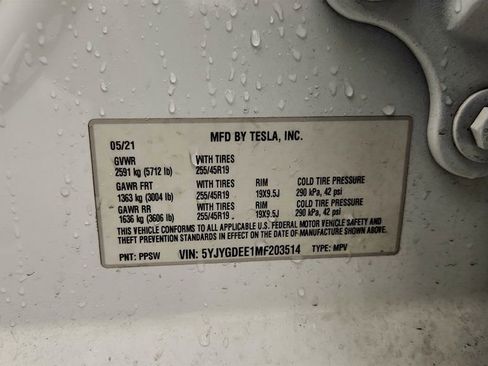 MFD BY TESLA, INC.
05/21
GVWR WITH TIRES
2591 kg (5712 lb) 255/45R19
GAWR FRT WITH TIRES RIM COLD TIRE PRESSURE
1363 kg (3004 lb) 255/45R19 19X9.5J 290 kPa, 42 psi
GAWR RR WITH TIRES RIM COLD TIRE PRESSURE
1636 kg (3606 lb) 255/45R19 19X9.5J 290 kPa, 42 psi
THIS VEHICLE CONFORMS TO ALL APPLICABLE U.S. FEDERAL MOTOR VEHICLE SAFETY AND
THEFT PREVENTION STANDARDS IN EFFECT ON THE DATE OF
MANUFACTURE SHOWN ABOVE.
PNT: PPSW VIN: 5YJYGDEE1MF203514 TYPE: MPV